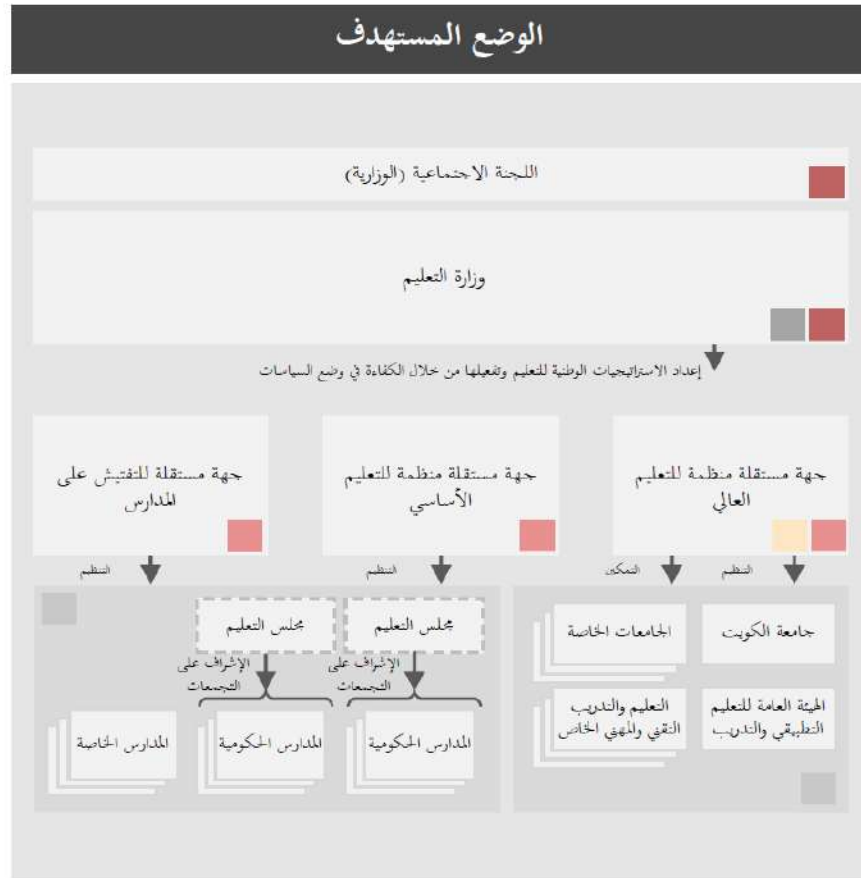 الوضع المستهدف
اللجنة الاجتماعية (الوزارية)
وزارة التعليم
إعداد الاستراتيجيات الوطنية للتعليم وتفعيلها من خلال الكفاءة في وضع السياسات
جهة مستقلة منظمة للتعليم
العالي
جهة مستقلة منظمة للتعليم
الأساسي
جهة مستقلة للتفتيش على
المدارس
التنظيم
التمكين
التنظيم
التنظيم
جامعة الكويت
الجامعات الخاصة
الهيئة العامة للتعليم
التطبيقي والتدريب
التعليم والتدريب
التقني والمهني الخاص
مجلس التعليم
مجلس التعليم
الإشراف على
التجمعات
الإشراف على
التجمعات
المدارس الحكومية
المدارس الحكومية
المدارس الخاصة